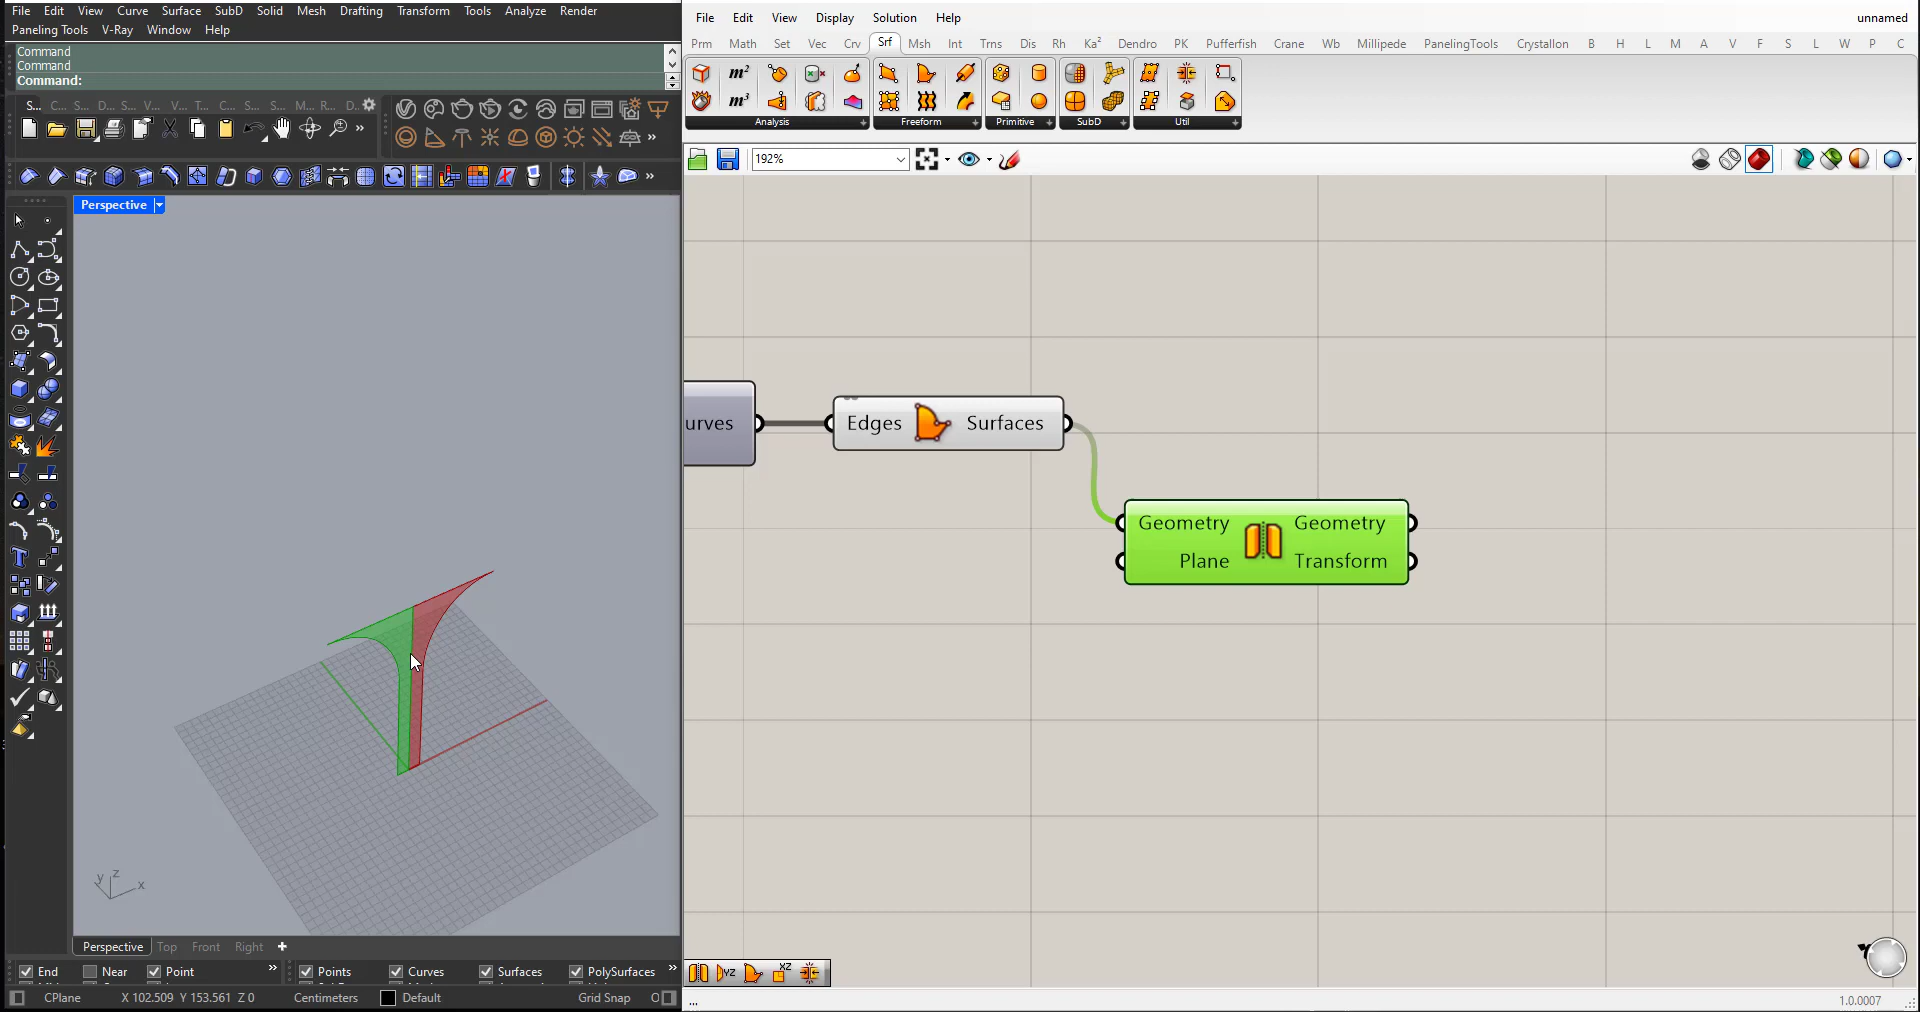 File Edit View Curve Surface SubD Solid Mesh Drafting Transform Tools Analyze Render
Paneling Tools V-Ray Window Help
Command
Command
Command:
S... C... S... D... S... V... V... T... C... S... S... M... R... D..
Perspective
y z x
Perspective Top Front Right
End Near Point Points Curves Surfaces PolySurfaces
CPlane X 102.509 Y 153.561 Z 0 Centimeters Default Grid Snap O
File Edit View Display Solution Help unnamed
Prm Math Set Vec Crv Srf Msh Int Trns Dis Rh Ka² Dendro PK Pufferfish Crane Wb Millipede PanelingTools Crystallon B H L M A V F S L W P C
m²
m³
Analysis Freeform Primitive SubD Util
192%
urves
Edges Surfaces
Geometry Geometry
Plane Transform
YZ XZ
...
1.0.0007